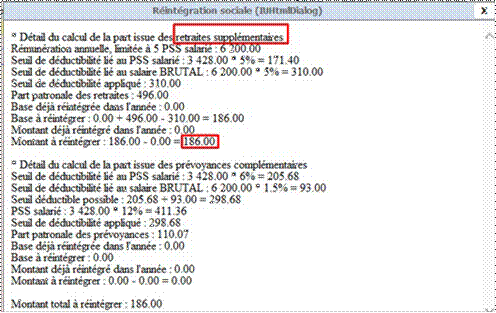 Réintégration sociale (IUHtmlDialog) X
* Détail du calcul de la part issue des retraites supplémentaires
Rémunération annuelle, limitée à 5 PSS salarié : 6 200.00
Seuil de déductibilité lié au PSS salarié : 3 428.00 * 5% = 171.40
Seuil de déductibilité lié au salaire BRUTAL : 6 200.00 * 5% = 310.00
Seuil de déductibilité appliqué : 310.00
Part patronale des retraites : 496.00
Base déjà réintégrée dans l'année : 0.00
Base à réintégrer : 0.00 + 496.00 - 310.00 = 186.00
Montant déjà réintégré dans l'année : 0.00
Montant à réintégrer : 186.00 - 0.00 = 186.00
* Détail du calcul de la part issue des prévoyances complémentaires
Seuil de déductibilité lié au PSS salarié : 3 428.00 * 6% = 205.68
Seuil de déductibilité lié au salaire BRUTAL : 6 200.00 * 1.5% = 93.00
Seuil déductible possible : 205.68 + 93.00 = 298.68
PSS salarié : 3 428.00 * 12% = 411.36
Seuil de déductibilité appliqué : 298.68
Part patronale des prévoyances : 110.07
Base déjà réintégrée dans l'année : 0.00
Base à réintégrer : 0.00
Montant déjà réintégré dans l'année : 0.00
Montant à réintégrer : 0.00 - 0.00 = 0.00
Montant total à réintégrer : 186.00